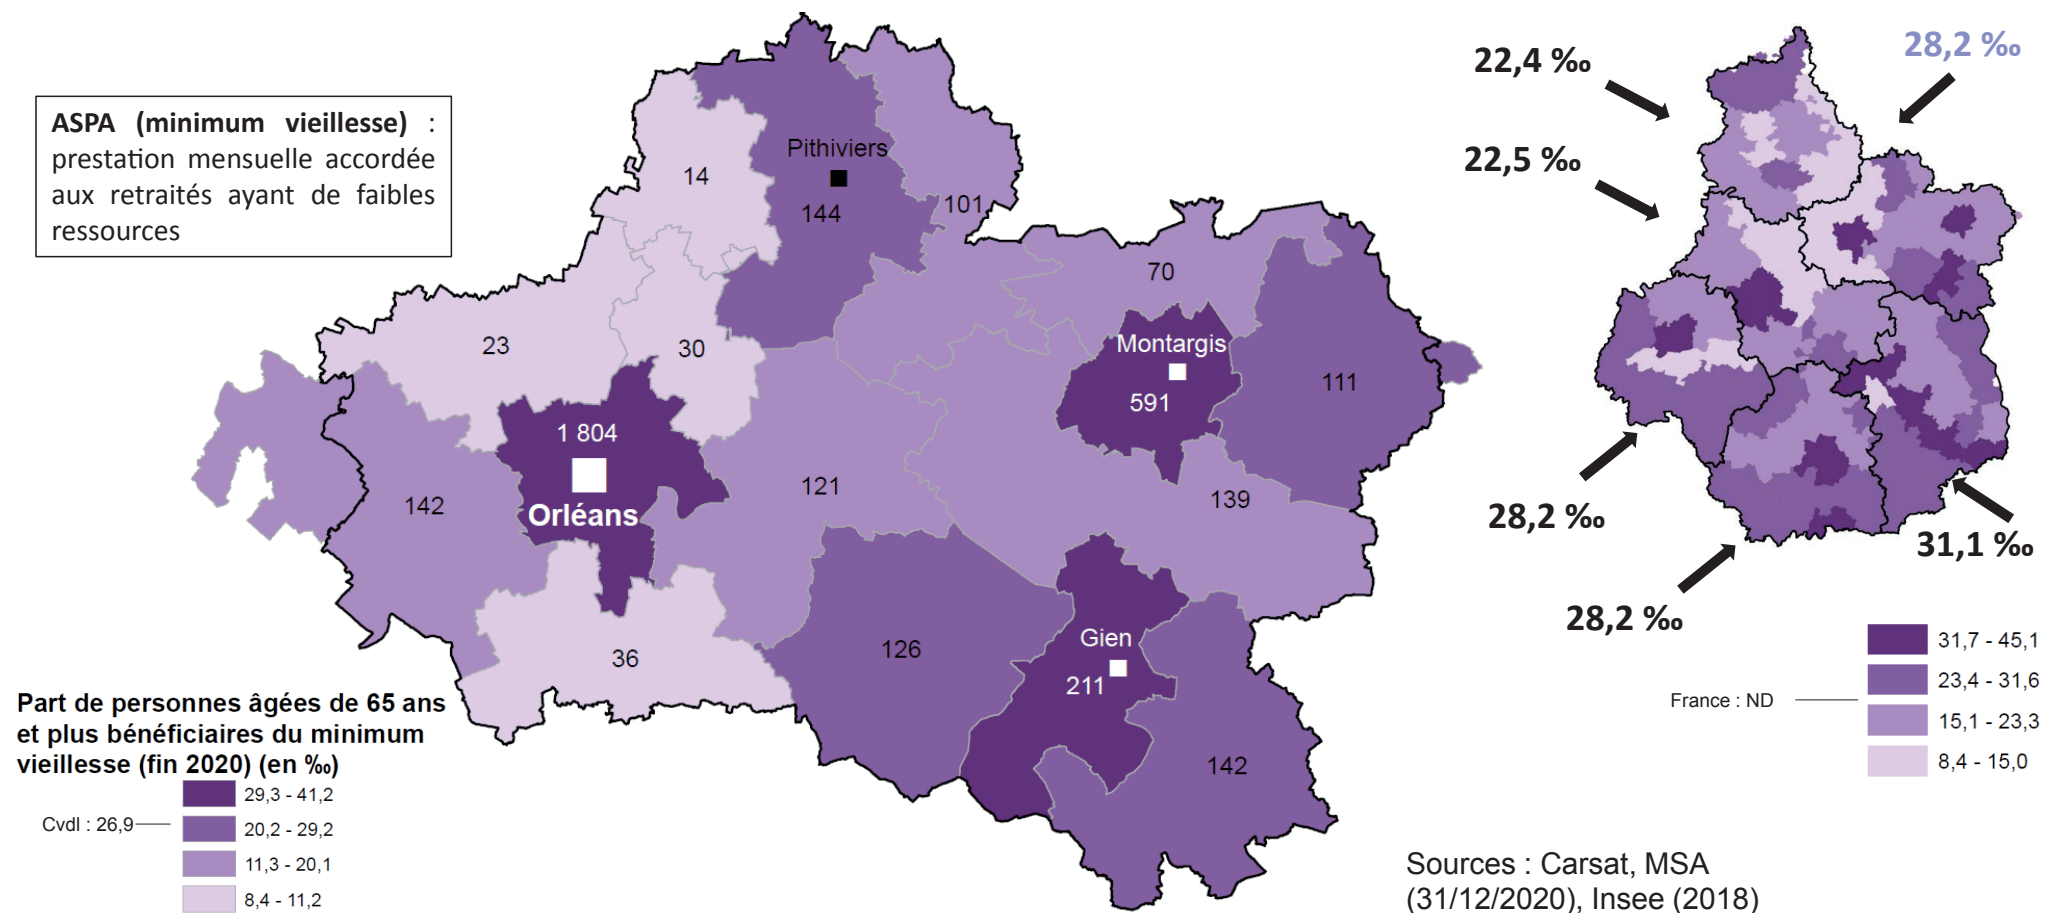 ASPA (minimum vieillesse) :
prestation mensuelle accordée
aux retraités ayant de faibles
ressources
Pithiviers
14
144
101
70
23
30
Montargis
591
111
1 804
Orléans
142
121
139
126
Gien
211
36
142
Part de personnes âgées de 65 ans
et plus bénéficiaires du minimum
vieillesse (fin 2020) (en ‰)
29,3 - 41,2
Cvdl : 26,9
20,2 - 29,2
11,3 - 20,1
8,4 - 11,2
22,4 ‰
28,2 ‰
22,5 ‰
28,2 ‰
31,1 ‰
28,2 ‰
31,7 - 45,1
23,4 - 31,6
France : ND
15,1 - 23,3
8,4 - 15,0
Sources : Carsat, MSA
(31/12/2020), Insee (2018)